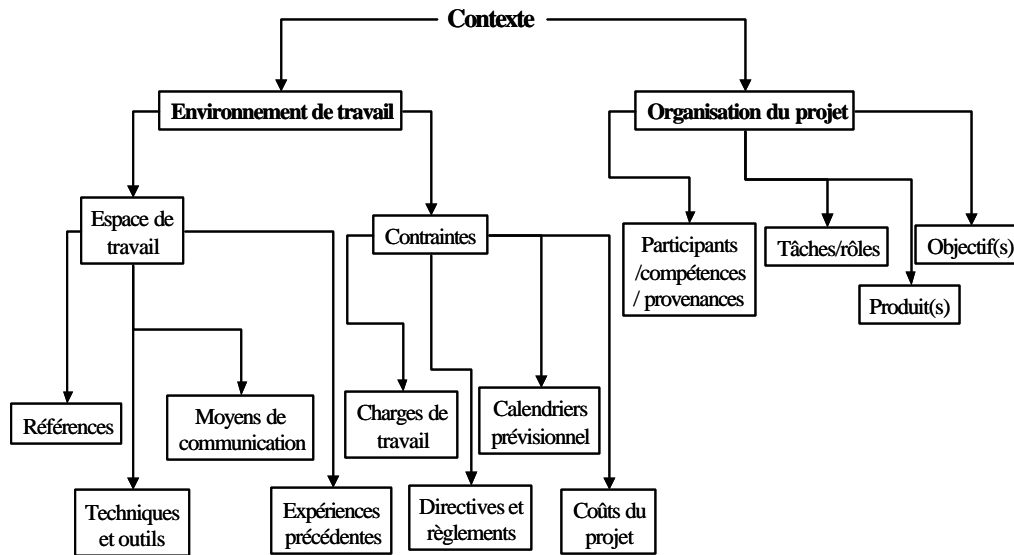 Contexte
Environnement de travail
Organisation du projet
Espace de
travail
Contraintes
Participants
/compétences
/ provenances
Tâches/rôles
Objectif(s)
Produit(s)
Références
Moyens de
communication
Charges de
travail
Calendriers
prévisionnel
Techniques
et outils
Expériences
précédentes
Directives et
règlements
Coûts du
projet